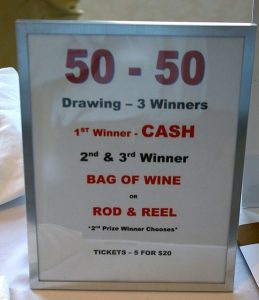 50 - 50
Drawing – 3 Winners
1ST Winner - CASH
2nd & 3rd Winner
BAG OF WINE
OR
ROD & REEL
*2nd Prize Winner Chooses*
TICKETS – 5 FOR $20